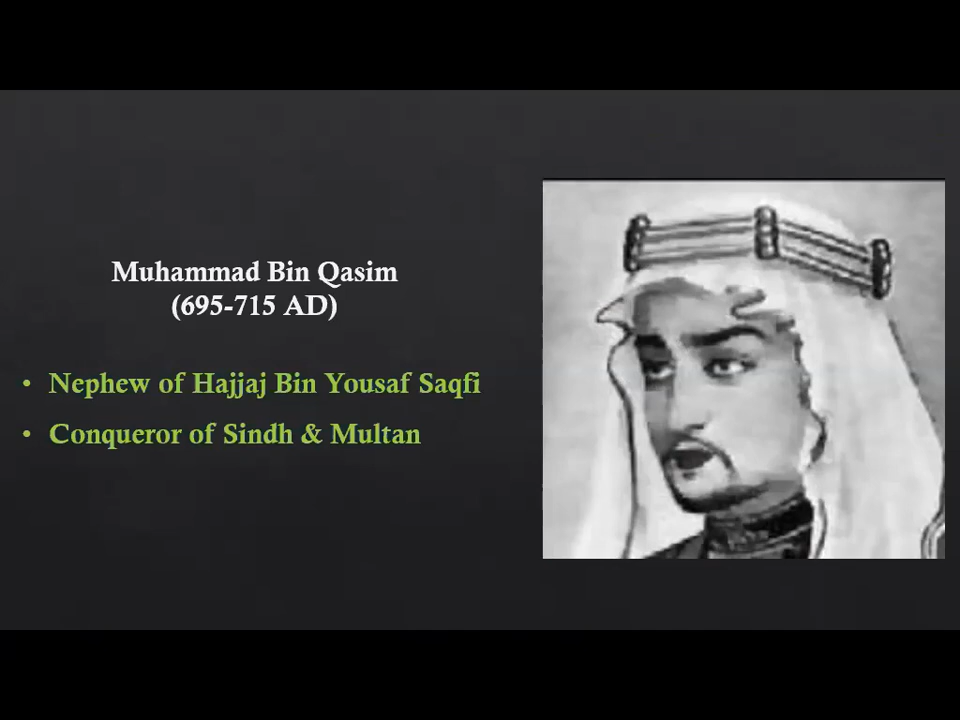 Muhammad Bin Qasim
(695-715 AD)
• Nephew of Hajjaj Bin Yousaf Saqfi
• Conqueror of Sindh & Multan